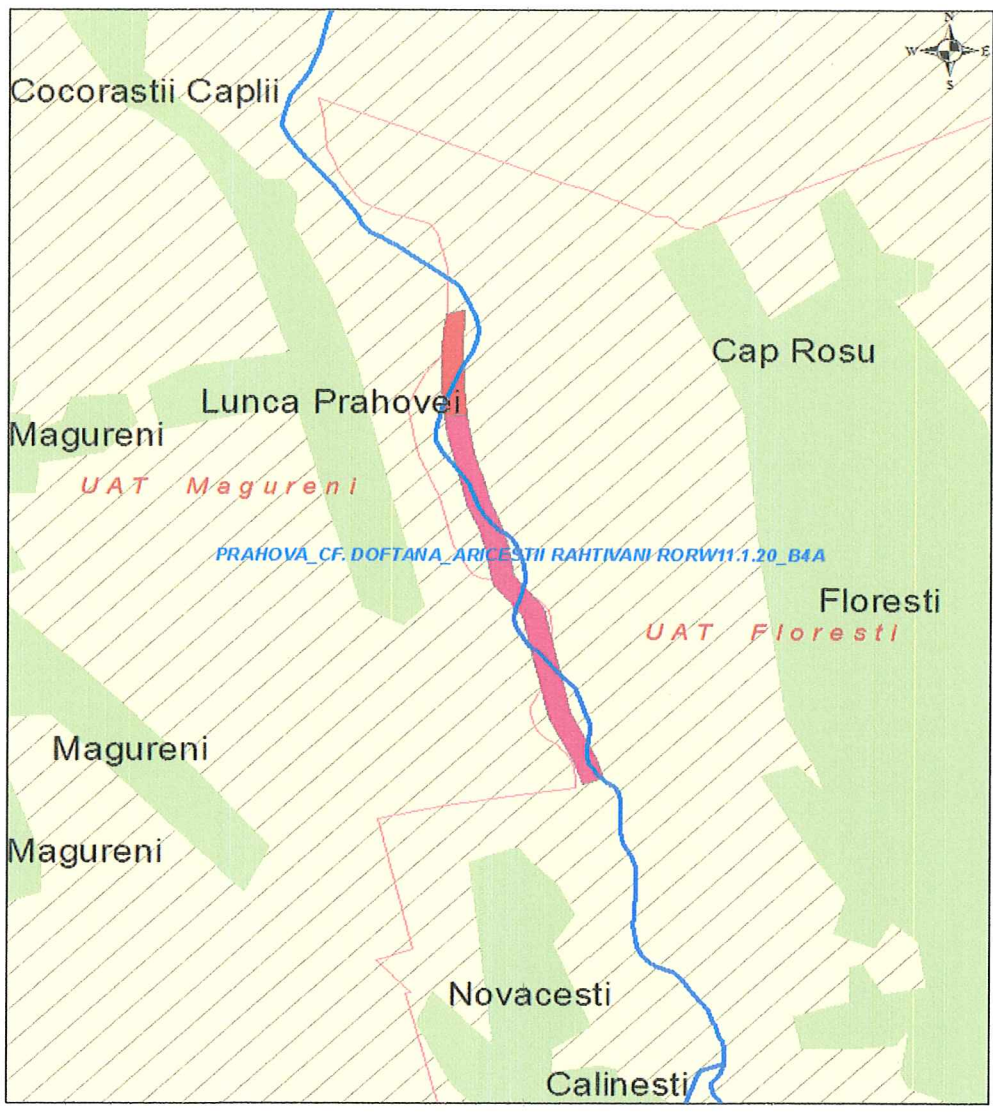 N
W E
S
Cocorastii Caplii
Cap Rosu
Lunca Prahovei
Magureni
UAT Magureni
PRAHOVA_CF. DOFTANA_ARICESTII RAHTIVANI RORW11.1.20_B4A
Floresti
UAT Floresti
Magureni
Magureni
Novacesti
Calinesti